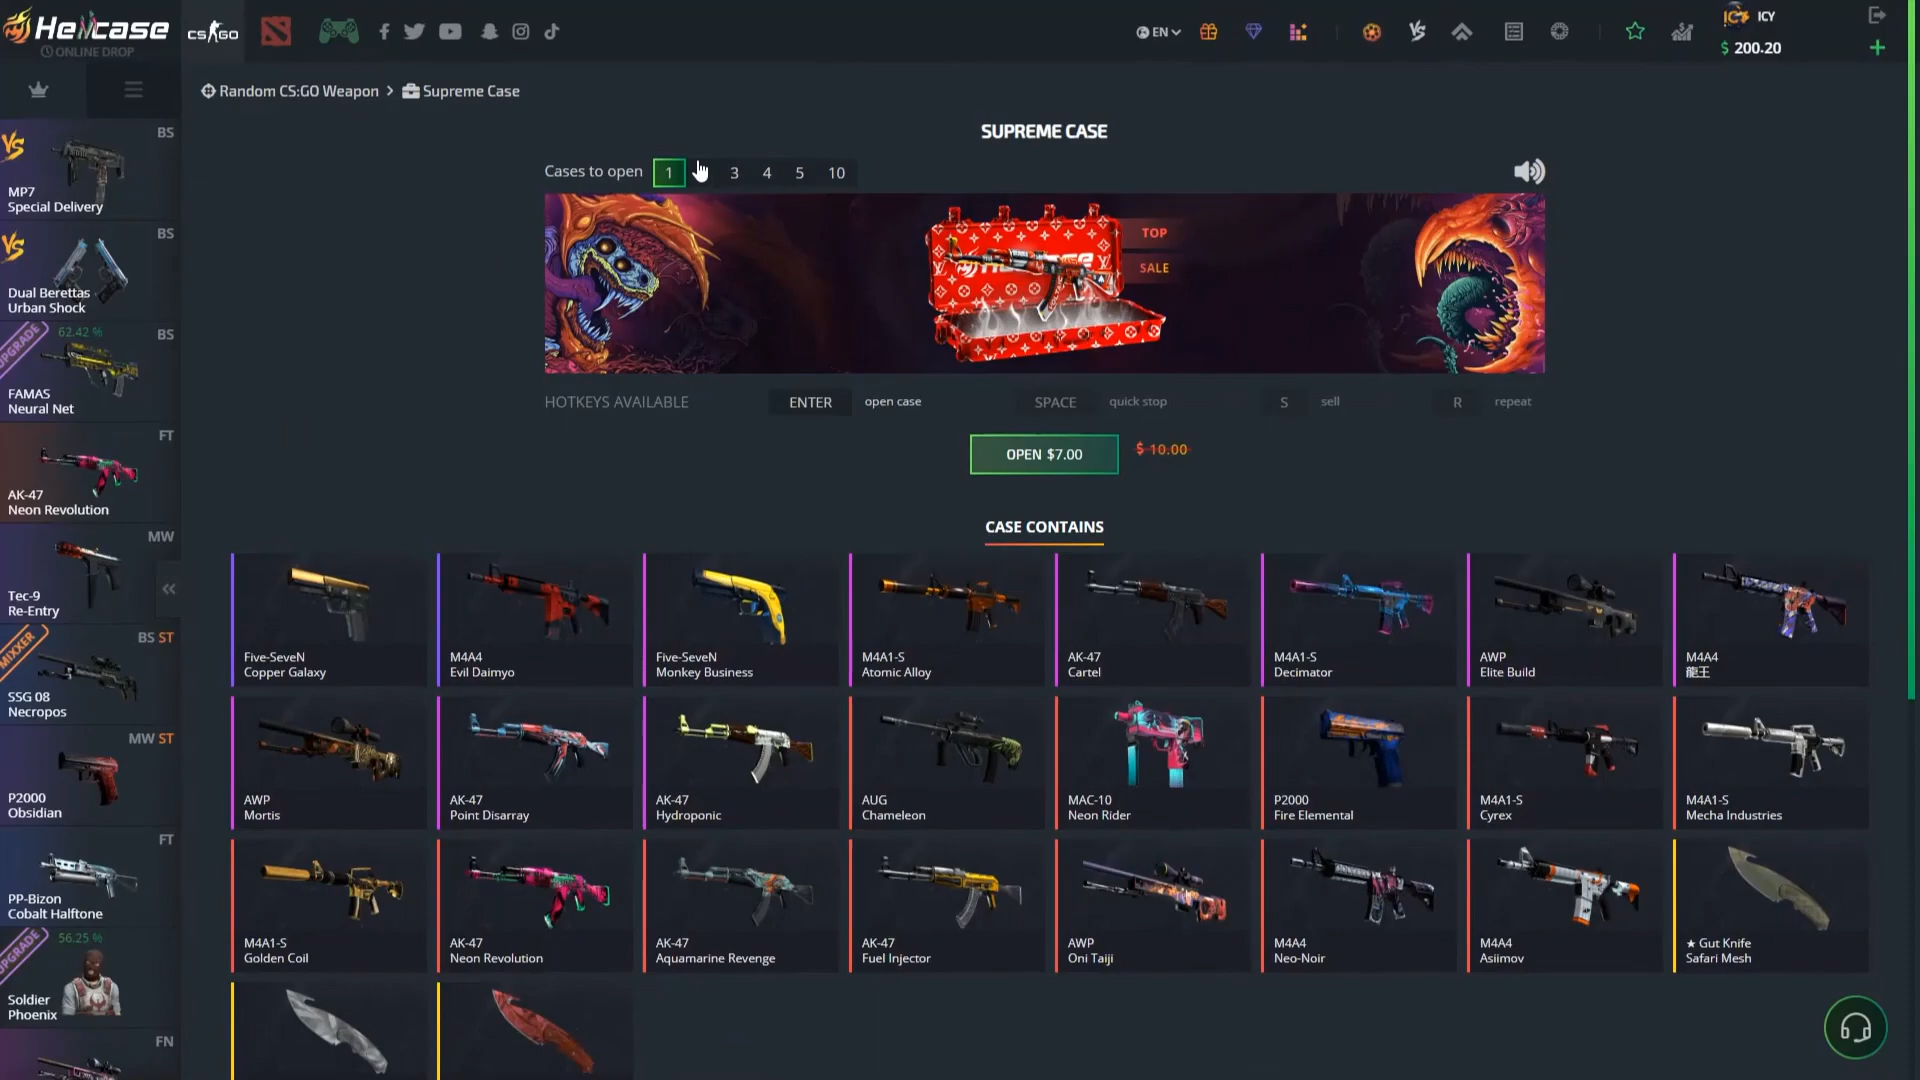 HELLCASE
ONLINE DROP
CS:GO
EN
ICY
$ 200.20
Random CS:GO Weapon > Supreme Case
BS
MP7
Special Delivery
BS
Dual Berettas
Urban Shock
UPGRADE
62.42 %
BS
FAMAS
Neural Net
FT
AK-47
Neon Revolution
MW
Tec-9
Re-Entry
MIXXER
BS ST
SSG 08
Necropos
MW ST
P2000
Obsidian
FT
PP-Bizon
Cobalt Halftone
UPGRADE
56.25 %
Soldier
Phoenix
FN
SUPREME CASE
Cases to open 1 3 4 5 10
TOP
SALE
HOTKEYS AVAILABLE ENTER open case SPACE quick stop S sell R repeat
OPEN $7.00 $ 10.00
CASE CONTAINS
Five-SeveN
Copper Galaxy
M4A4
Evil Daimyo
Five-SeveN
Monkey Business
M4A1-S
Atomic Alloy
AK-47
Cartel
M4A1-S
Decimator
AWP
Elite Build
M4A4
龍王
AWP
Mortis
AK-47
Point Disarray
AK-47
Hydroponic
AUG
Chameleon
MAC-10
Neon Rider
P2000
Fire Elemental
M4A1-S
Cyrex
M4A1-S
Mecha Industries
M4A1-S
Golden Coil
AK-47
Neon Revolution
AK-47
Aquamarine Revenge
AK-47
Fuel Injector
AWP
Oni Taiji
M4A4
Neo-Noir
M4A4
Asiimov
★ Gut Knife
Safari Mesh